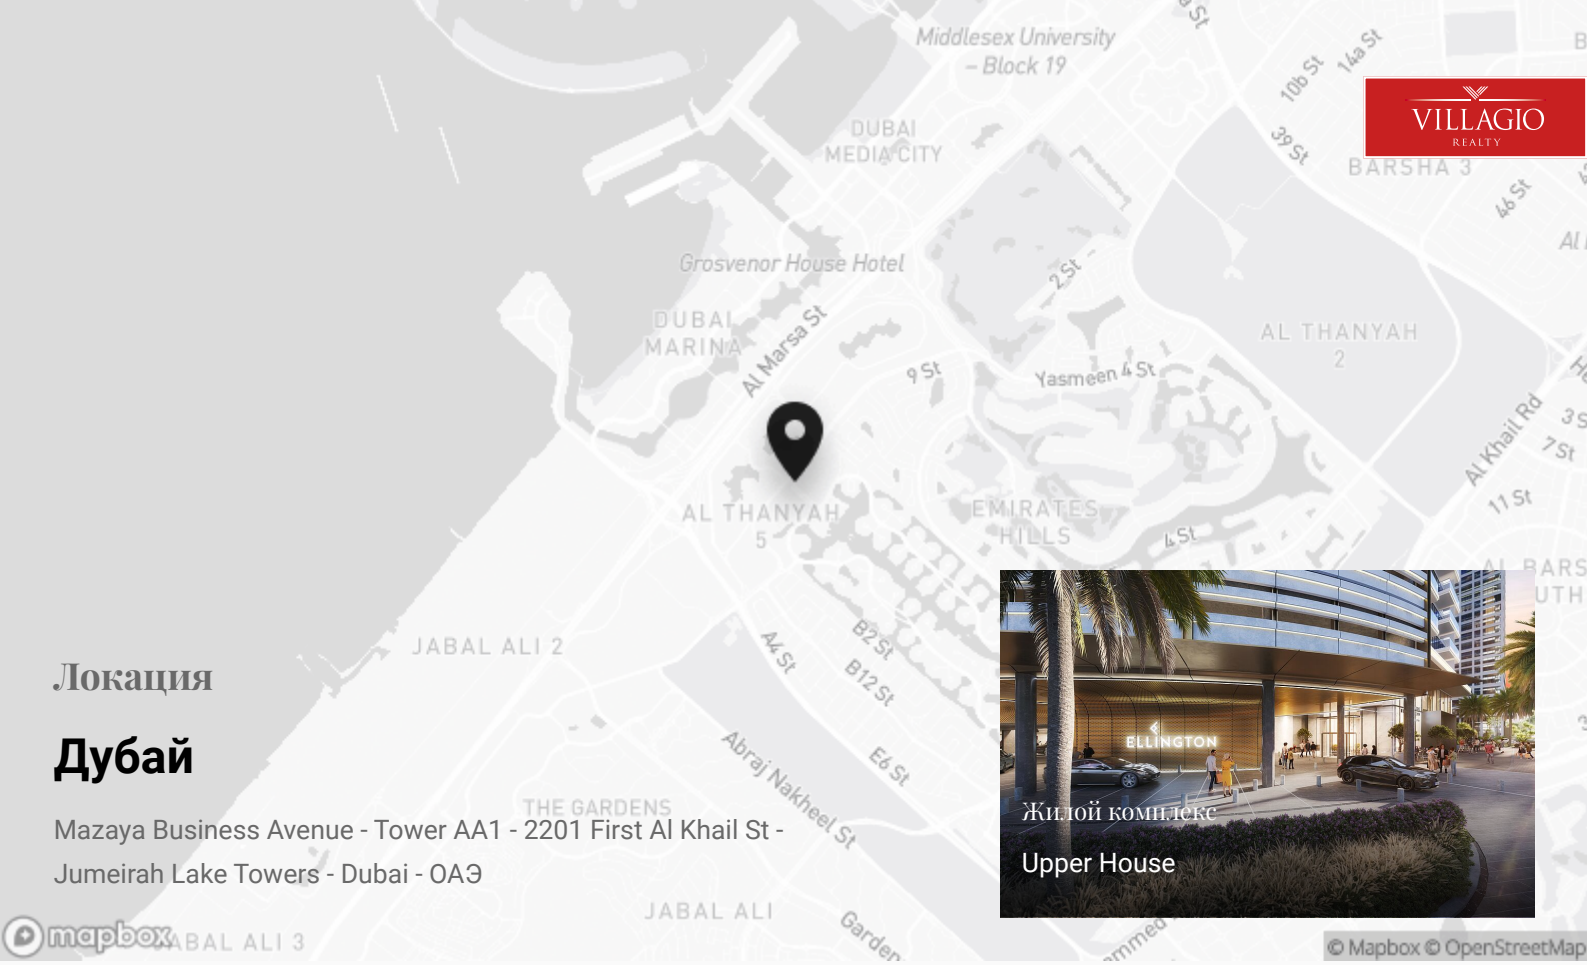 Middlesex University
– Block 19
10b St
14a St
39 St
VILLAGIO
REALTY
BARSHA 3
46 St
DUBAI
MEDIA CITY
Grosvenor House Hotel
2 St
DUBAI
MARINA
Al Marsa St
9 St
Yasmeen 4 St
AL THANYAH
2
Al Khail Rd
7 St
11 St
AL THANYAH
5
EMIRATES
HILLS
4 St
JABAL ALI 2
A4 St
B2 St
B12 St
E6 St
Abraj Nakheel St
THE GARDENS
JABAL ALI
JABAL ALI 3
Локация
Дубай
Mazaya Business Avenue - Tower AA1 - 2201 First Al Khail St -
Jumeirah Lake Towers - Dubai - ОАЭ
ELLINGTON
Жилой комплекс
Upper House
mapbox
© Mapbox © OpenStreetMap